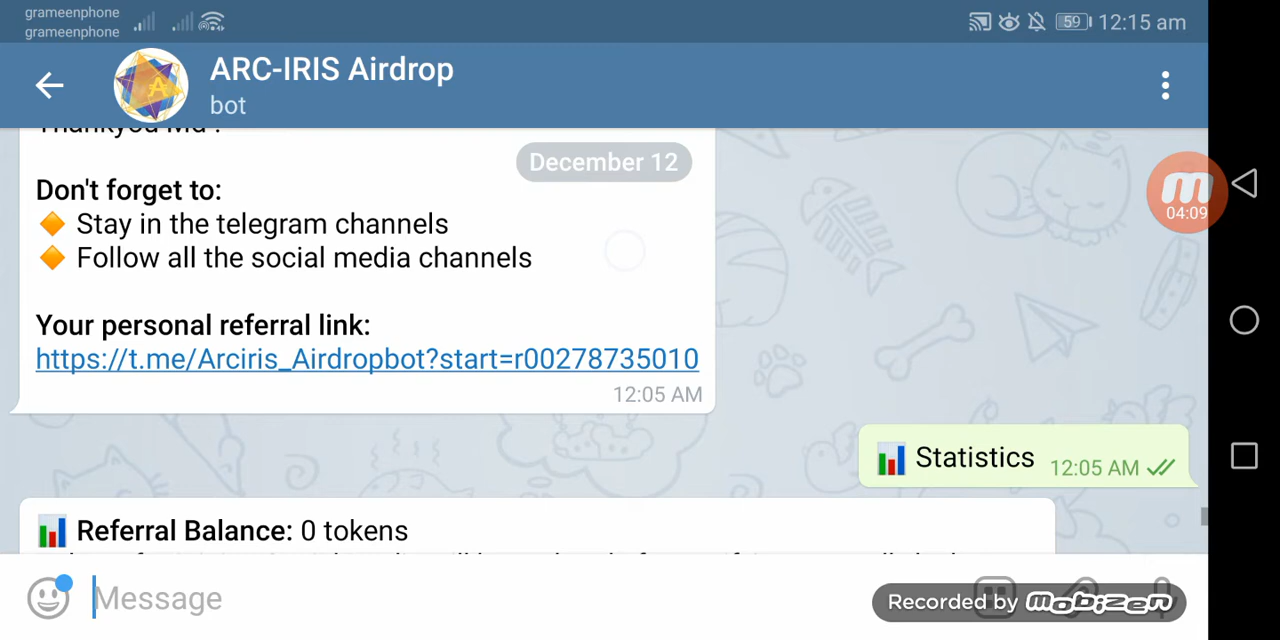 grameenphone
grameenphone
59 12:15 am
ARC-IRIS Airdrop
bot
December 12
Don't forget to:
Stay in the telegram channels
Follow all the social media channels
04:09
Your personal referral link:
https://t.me/Arciris_Airdropbot?start=r00278735010
12:05 AM
Statistics 12:05 AM
Referral Balance: 0 tokens
Message
Recorded by mobizen